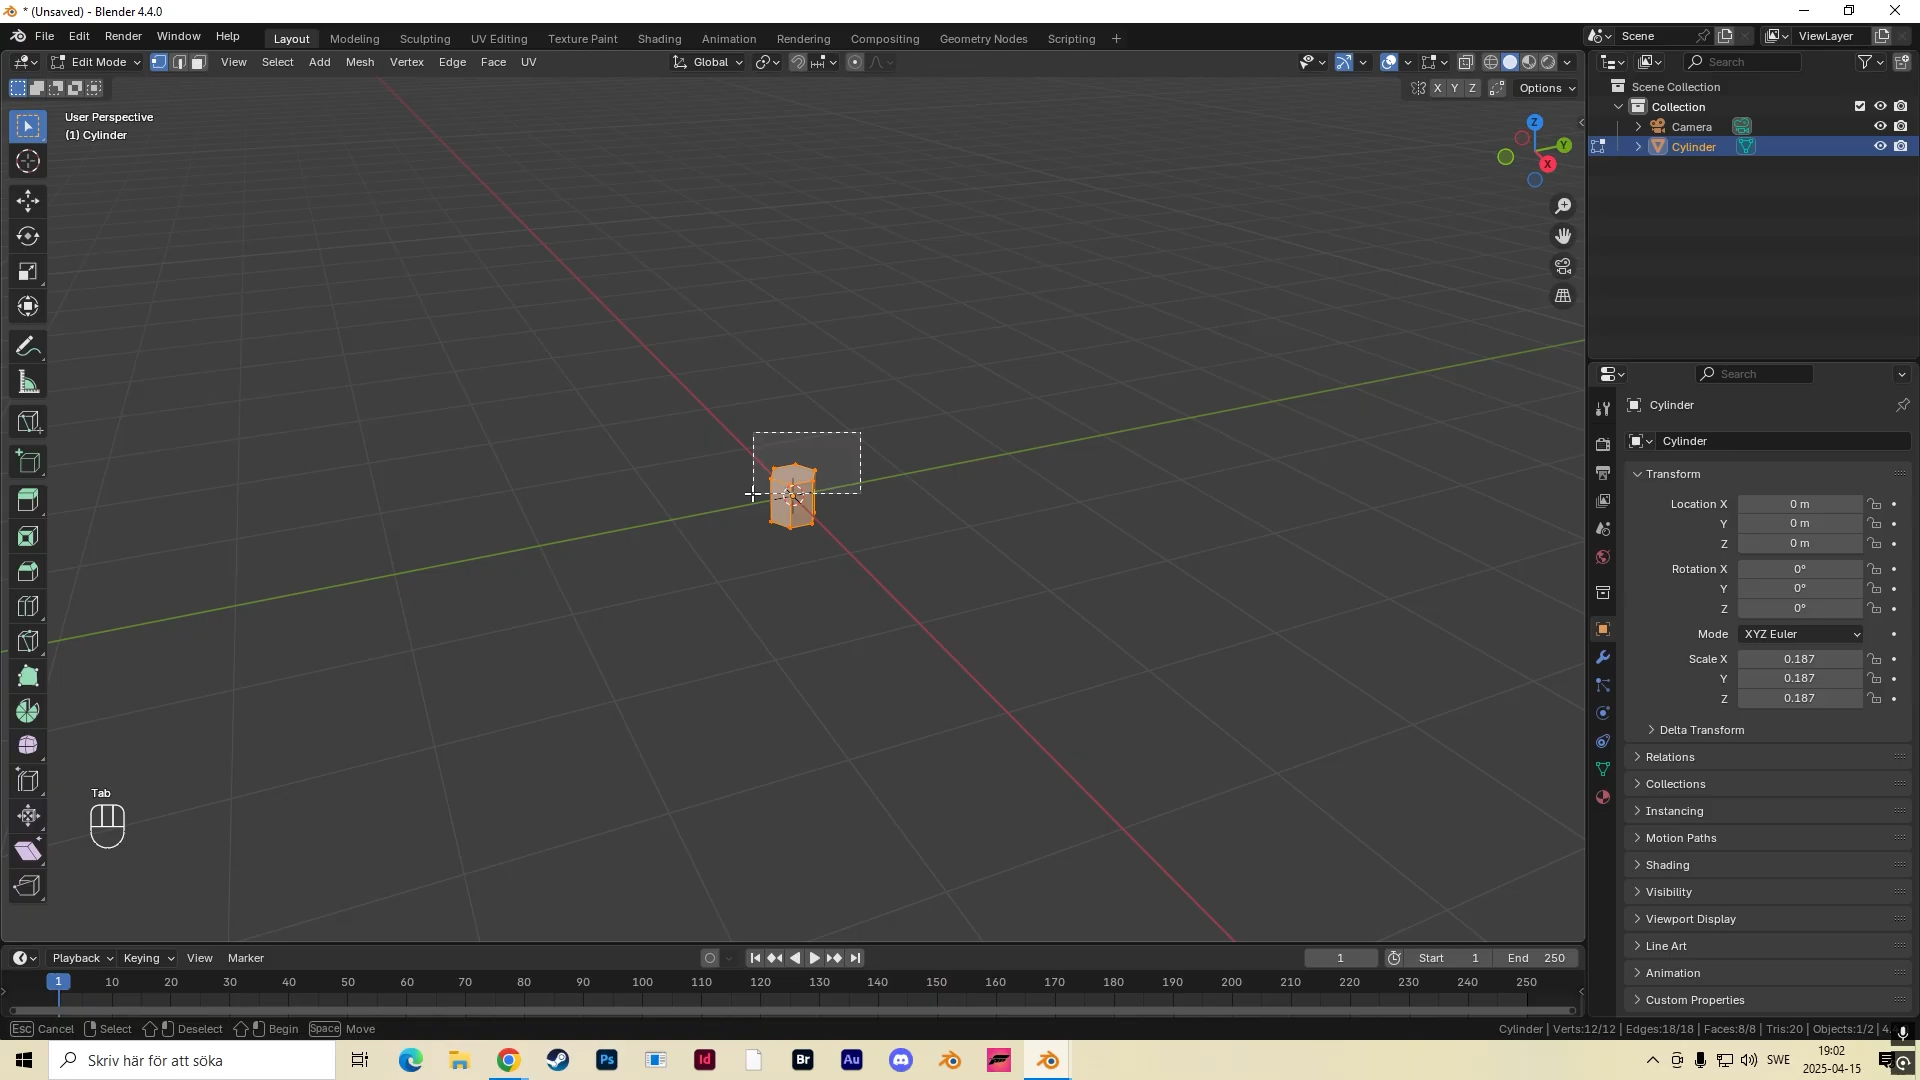 * (Unsaved) - Blender 4.4.0
File Edit Render Window Help Layout Modeling Sculpting UV Editing Texture Paint Shading Animation Rendering Compositing Geometry Nodes Scripting + Scene ViewLayer
Edit Mode View Select Add Mesh Vertex Edge Face UV Global Search
X Y Z Options
User Perspective
(1) Cylinder
Z
Y
X
Scene Collection
Collection
Camera
Cylinder
Search
Cylinder
Cylinder
Transform
Location X 0 m
Y 0 m
Z 0 m
Rotation X 0°
Y 0°
Z 0°
Mode XYZ Euler
Scale X 0.187
Y 0.187
Z 0.187
Delta Transform
Relations
Collections
Instancing
Motion Paths
Shading
Visibility
Viewport Display
Line Art
Animation
Custom Properties
Tab
Playback Keying View Marker 1 Start 1 End 250
1 10 20 30 40 50 60 70 80 90 100 110 120 130 140 150 160 170 180 190 200 210 220 230 240 250
Esc Cancel Select Deselect Begin Space Move Cylinder | Verts:12/12 | Edges:18/18 | Faces:8/8 | Tris:20 | Objects:1/2 | 4.4
Skriv här för att söka Ps Id Br Au SWE 19:02
2025-04-15